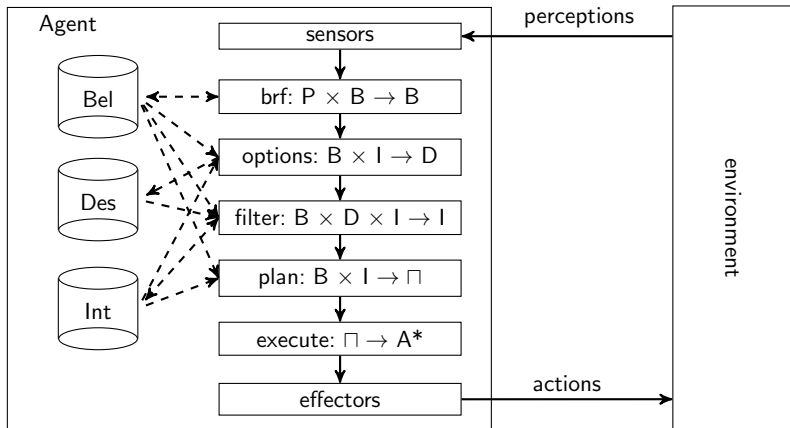 Agent
perceptions
sensors
Bel
brf: P × B → B
options: B × I → D
Des
filter: B × D × I → I
environment
plan: B × I → ⊓
Int
execute: ⊓ → A*
actions
effectors